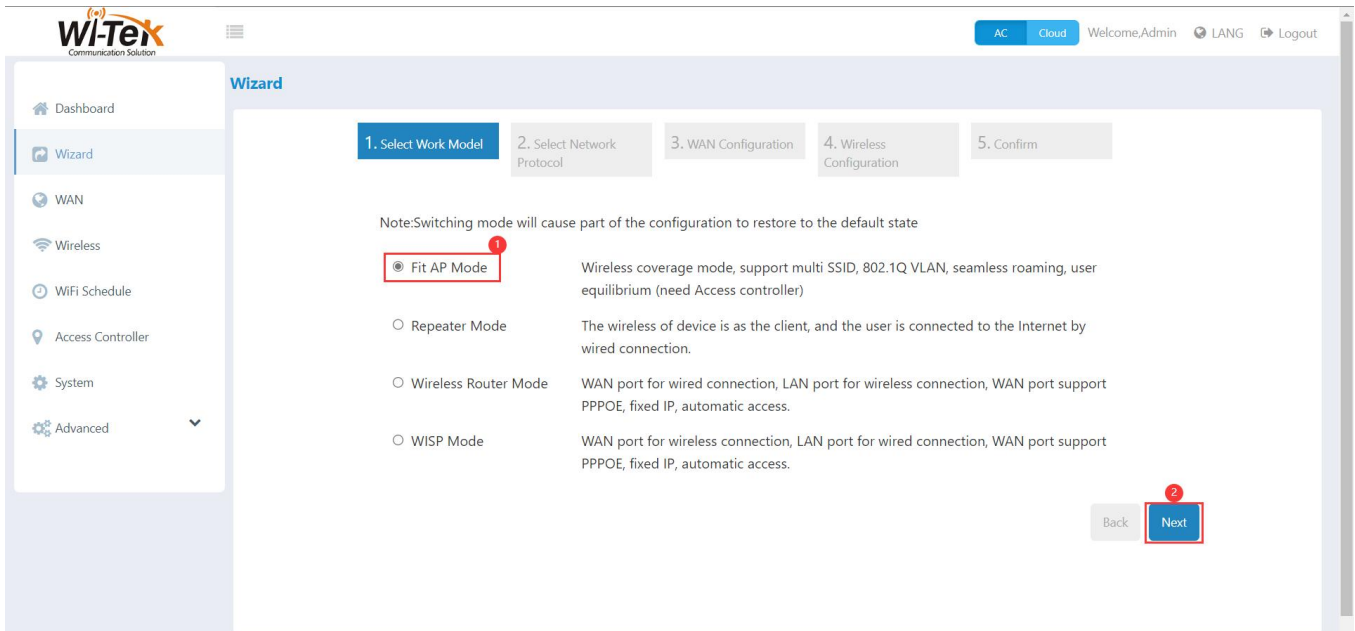 Wi-Tek
Communication Solution
AC Cloud Welcome,Admin LANG Logout
Dashboard
Wizard
WAN
Wireless
WiFi Schedule
Access Controller
System
Advanced
Wizard
1. Select Work Model
2. Select Network
Protocol
3. WAN Configuration
4. Wireless
Configuration
5. Confirm
Note:Switching mode will cause part of the configuration to restore to the default state
1
Fit AP Mode
Wireless coverage mode, support multi SSID, 802.1Q VLAN, seamless roaming, user
equilibrium (need Access controller)
Repeater Mode
The wireless of device is as the client, and the user is connected to the Internet by
wired connection.
Wireless Router Mode
WAN port for wired connection, LAN port for wireless connection, WAN port support
PPPOE, fixed IP, automatic access.
WISP Mode
WAN port for wireless connection, LAN port for wired connection, WAN port support
PPPOE, fixed IP, automatic access.
2
Back Next